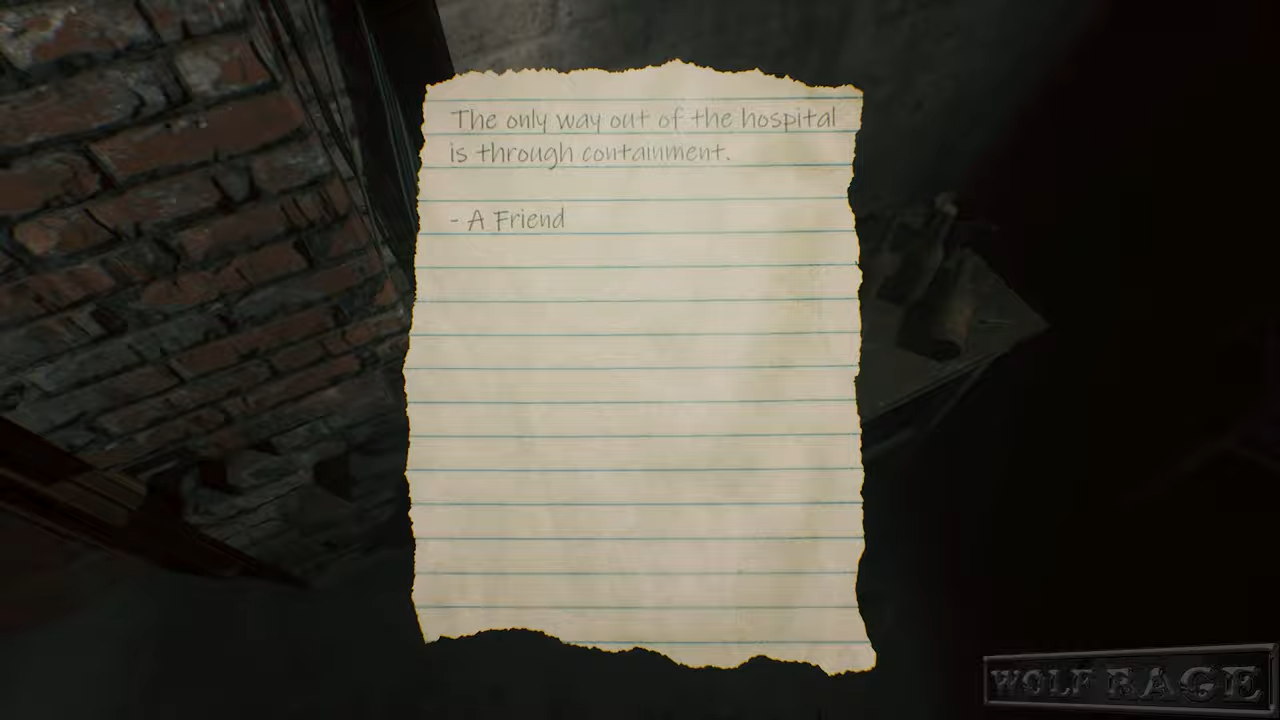 The only way out of the hospital
is through containment.
- A Friend
WOLF RAGE